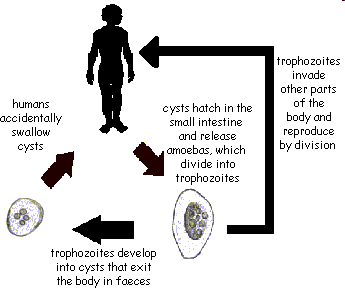 humans
accidentally
swallow
cysts
cysts hatch in the
small intestine
and release
amoebas, which
divide into
trophozoites
trophozoites
invade
other parts
of the
body and
reproduce
by division
trophozoites develop
into cysts that exit
the body in faeces